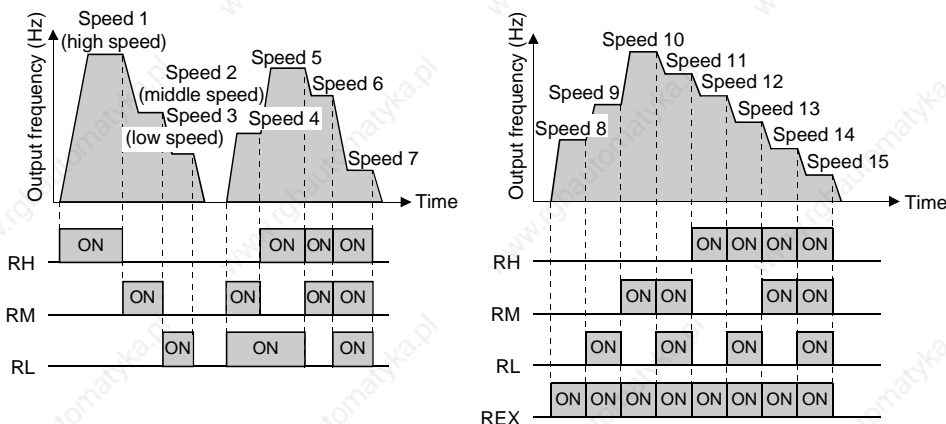 Output frequency (Hz)
Speed 1
(high speed)
Speed 2
(middle speed)
Speed 3
(low speed)
Speed 4
Speed 5
Speed 6
Speed 7
Time
RH
ON
ON
ON
ON
RM
ON
ON
ON
ON
RL
ON
ON
ON
Output frequency (Hz)
Speed 8
Speed 9
Speed 10
Speed 11
Speed 12
Speed 13
Speed 14
Speed 15
Time
RH
ON
ON
ON
ON
RM
ON
ON
ON
ON
RL
ON
ON
ON
ON
REX
ON
ON
ON
ON
ON
ON
ON
ON
www.rgbautomatyka.pl